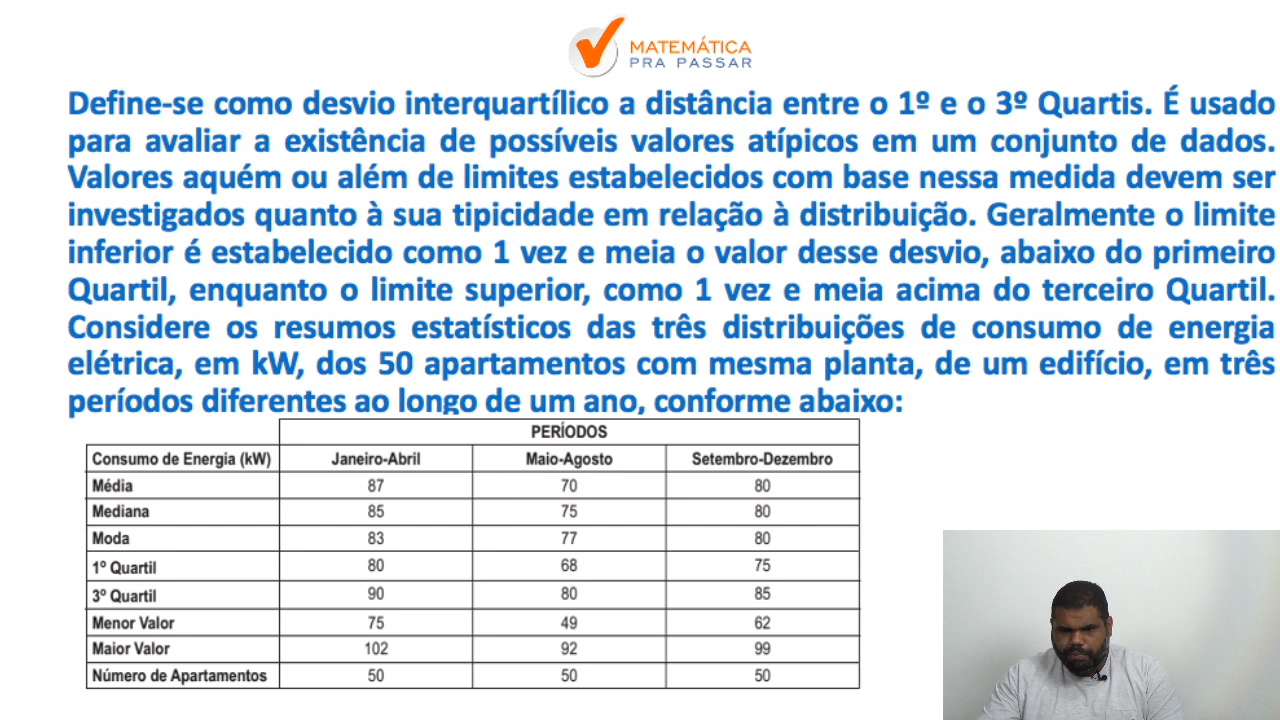 MATEMÁTICA
PRA PASSAR
Define-se como desvio interquartílico a distância entre o 1º e o 3º Quartis. É usado
para avaliar a existência de possíveis valores atípicos em um conjunto de dados.
Valores aquém ou além de limites estabelecidos com base nessa medida devem ser
investigados quanto à sua tipicidade em relação à distribuição. Geralmente o limite
inferior é estabelecido como 1 vez e meia o valor desse desvio, abaixo do primeiro
Quartil, enquanto o limite superior, como 1 vez e meia acima do terceiro Quartil.
Considere os resumos estatísticos das três distribuições de consumo de energia
elétrica, em kW, dos 50 apartamentos com mesma planta, de um edifício, em três
períodos diferentes ao longo de um ano, conforme abaixo:
PERÍODOS
Consumo de Energia (kW) Janeiro-Abril Maio-Agosto Setembro-Dezembro
Média 87 70 80
Mediana 85 75 80
Moda 83 77 80
1º Quartil 80 68 75
3º Quartil 90 80 85
Menor Valor 75 49 62
Maior Valor 102 92 99
Número de Apartamentos 50 50 50